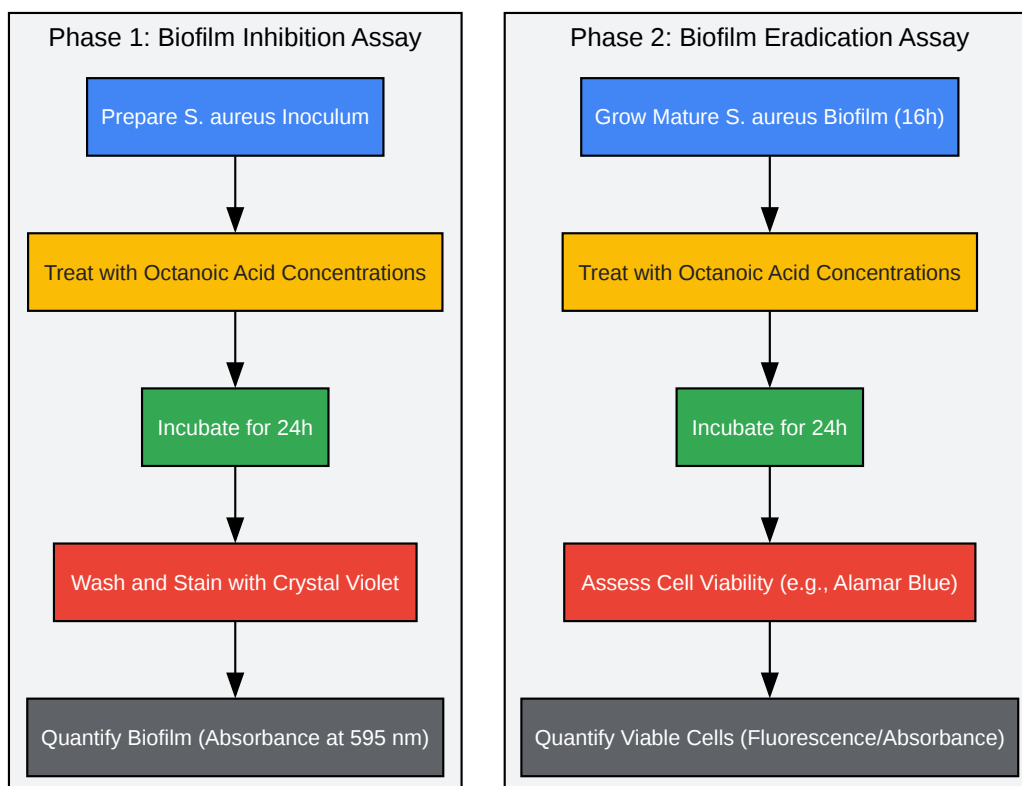 Phase 1: Biofilm Inhibition Assay
Prepare S. aureus Inoculum
Treat with Octanoic Acid Concentrations
Incubate for 24h
Wash and Stain with Crystal Violet
Quantify Biofilm (Absorbance at 595 nm)
Phase 2: Biofilm Eradication Assay
Grow Mature S. aureus Biofilm (16h)
Treat with Octanoic Acid Concentrations
Incubate for 24h
Assess Cell Viability (e.g., Alamar Blue)
Quantify Viable Cells (Fluorescence/Absorbance)